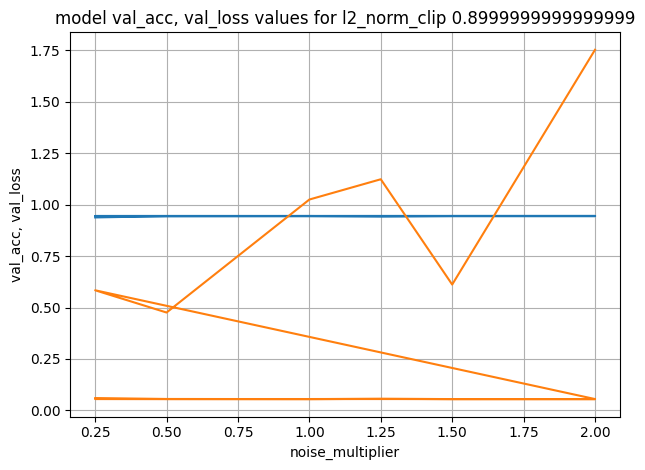 model val_acc, val_loss values for l2_norm_clip 0.8999999999999999
val_acc, val_loss
1.75
1.50
1.25
1.00
0.75
0.50
0.25
0.00
0.25 0.50 0.75 1.00 1.25 1.50 1.75 2.00
noise_multiplier